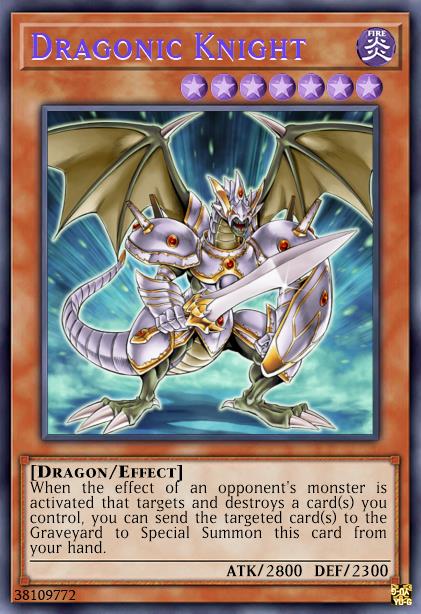 Dragonic Knight
FIRE
炎
[Dragon/Effect]
When the effect of an opponent's monster is
activated that targets and destroys a card(s) you
control, you can send the targeted card(s) to the
Graveyard to Special Summon this card from
your hand.
ATK/2800 DEF/2300
38109772